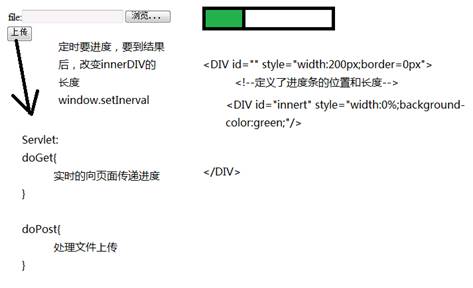 file: 浏览...
上传
定时要进度，要到结果
后，改变innerDIV的
长度
window.setInerval
Servlet:
doGet{
实时的向页面传递进度
}
doPost{
处理文件上传
}
<DIV id="" style="width:200px;border=0px">
<!--定义了进度条的位置和长度-->
<DIV id="innert" style="width:0%;background-
color:green;"/>
</DIV>